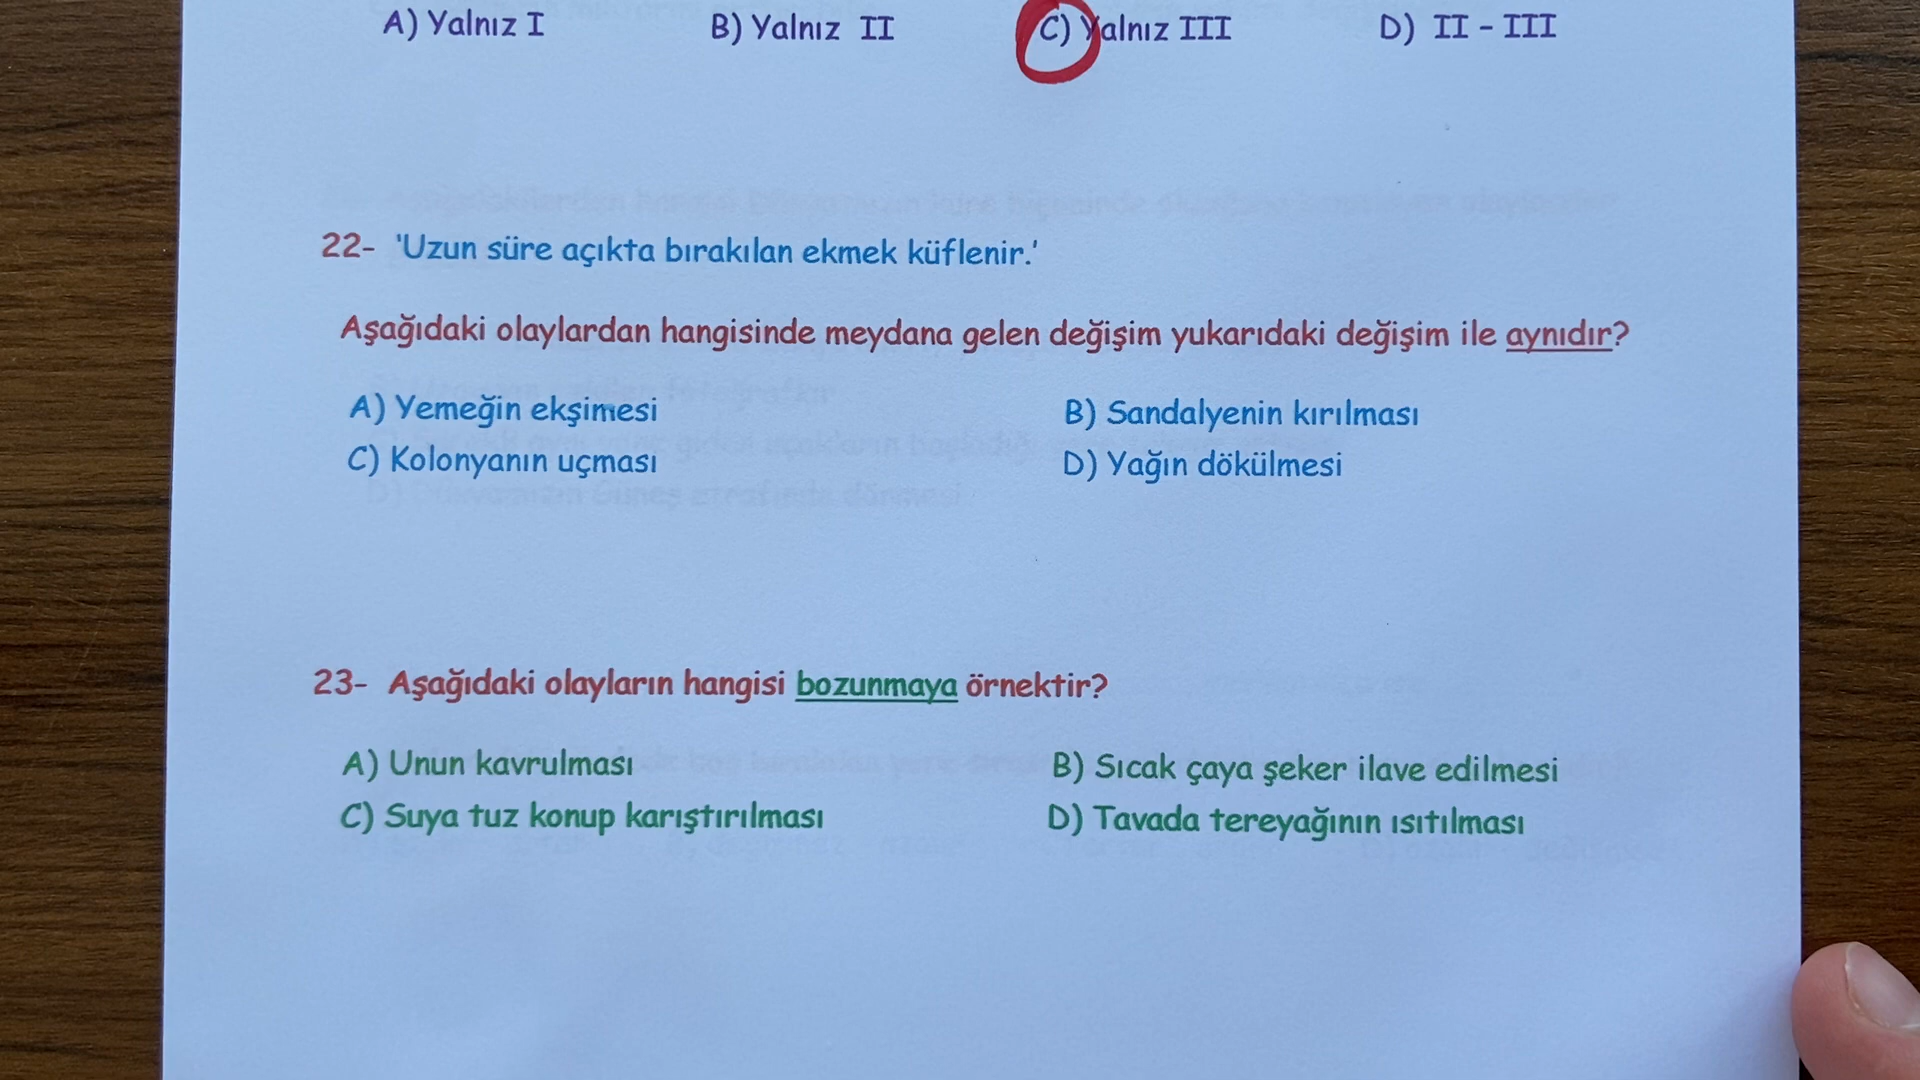 A) Yalnız I B) Yalnız II C) Yalnız III D) II - III
22- 'Uzun süre açıkta bırakılan ekmek küflenir.'
Aşağıdaki olaylardan hangisinde meydana gelen değişim yukarıdaki değişim ile aynıdır?
A) Yemeğin ekşimesi B) Sandalyenin kırılması
C) Kolonyanın uçması D) Yağın dökülmesi
23- Aşağıdaki olayların hangisi bozunmaya örnektir?
A) Unun kavrulması B) Sıcak çaya şeker ilave edilmesi
C) Suya tuz konup karıştırılması D) Tavada tereyağının ısıtılması